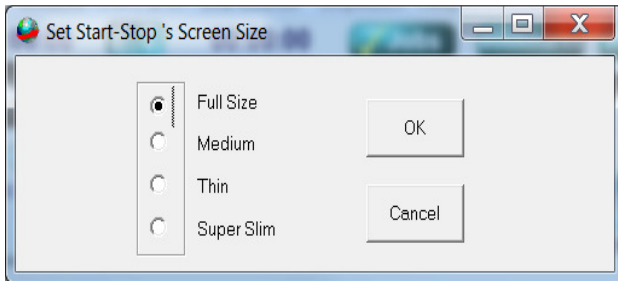 Set Start-Stop 's Screen Size
Full Size
Medium
Thin
Super Slim
OK
Cancel